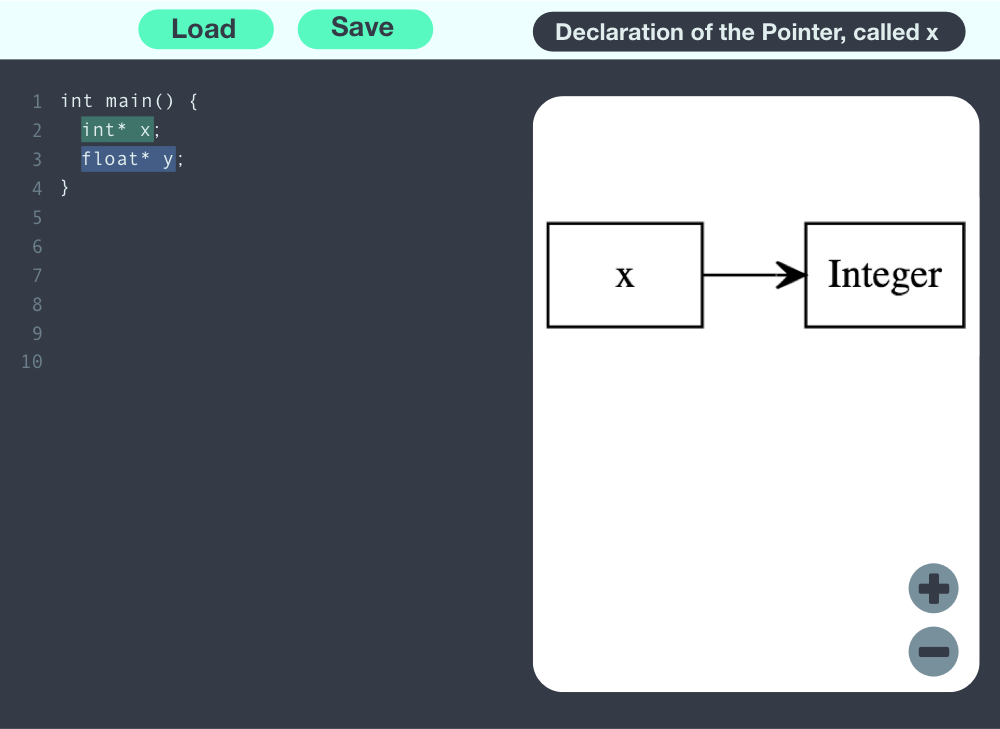 Load Save Declaration of the Pointer, called x
1 int main() {
2 int* x;
3 float* y;
4 }
5
6
7
8
9
10
x Integer